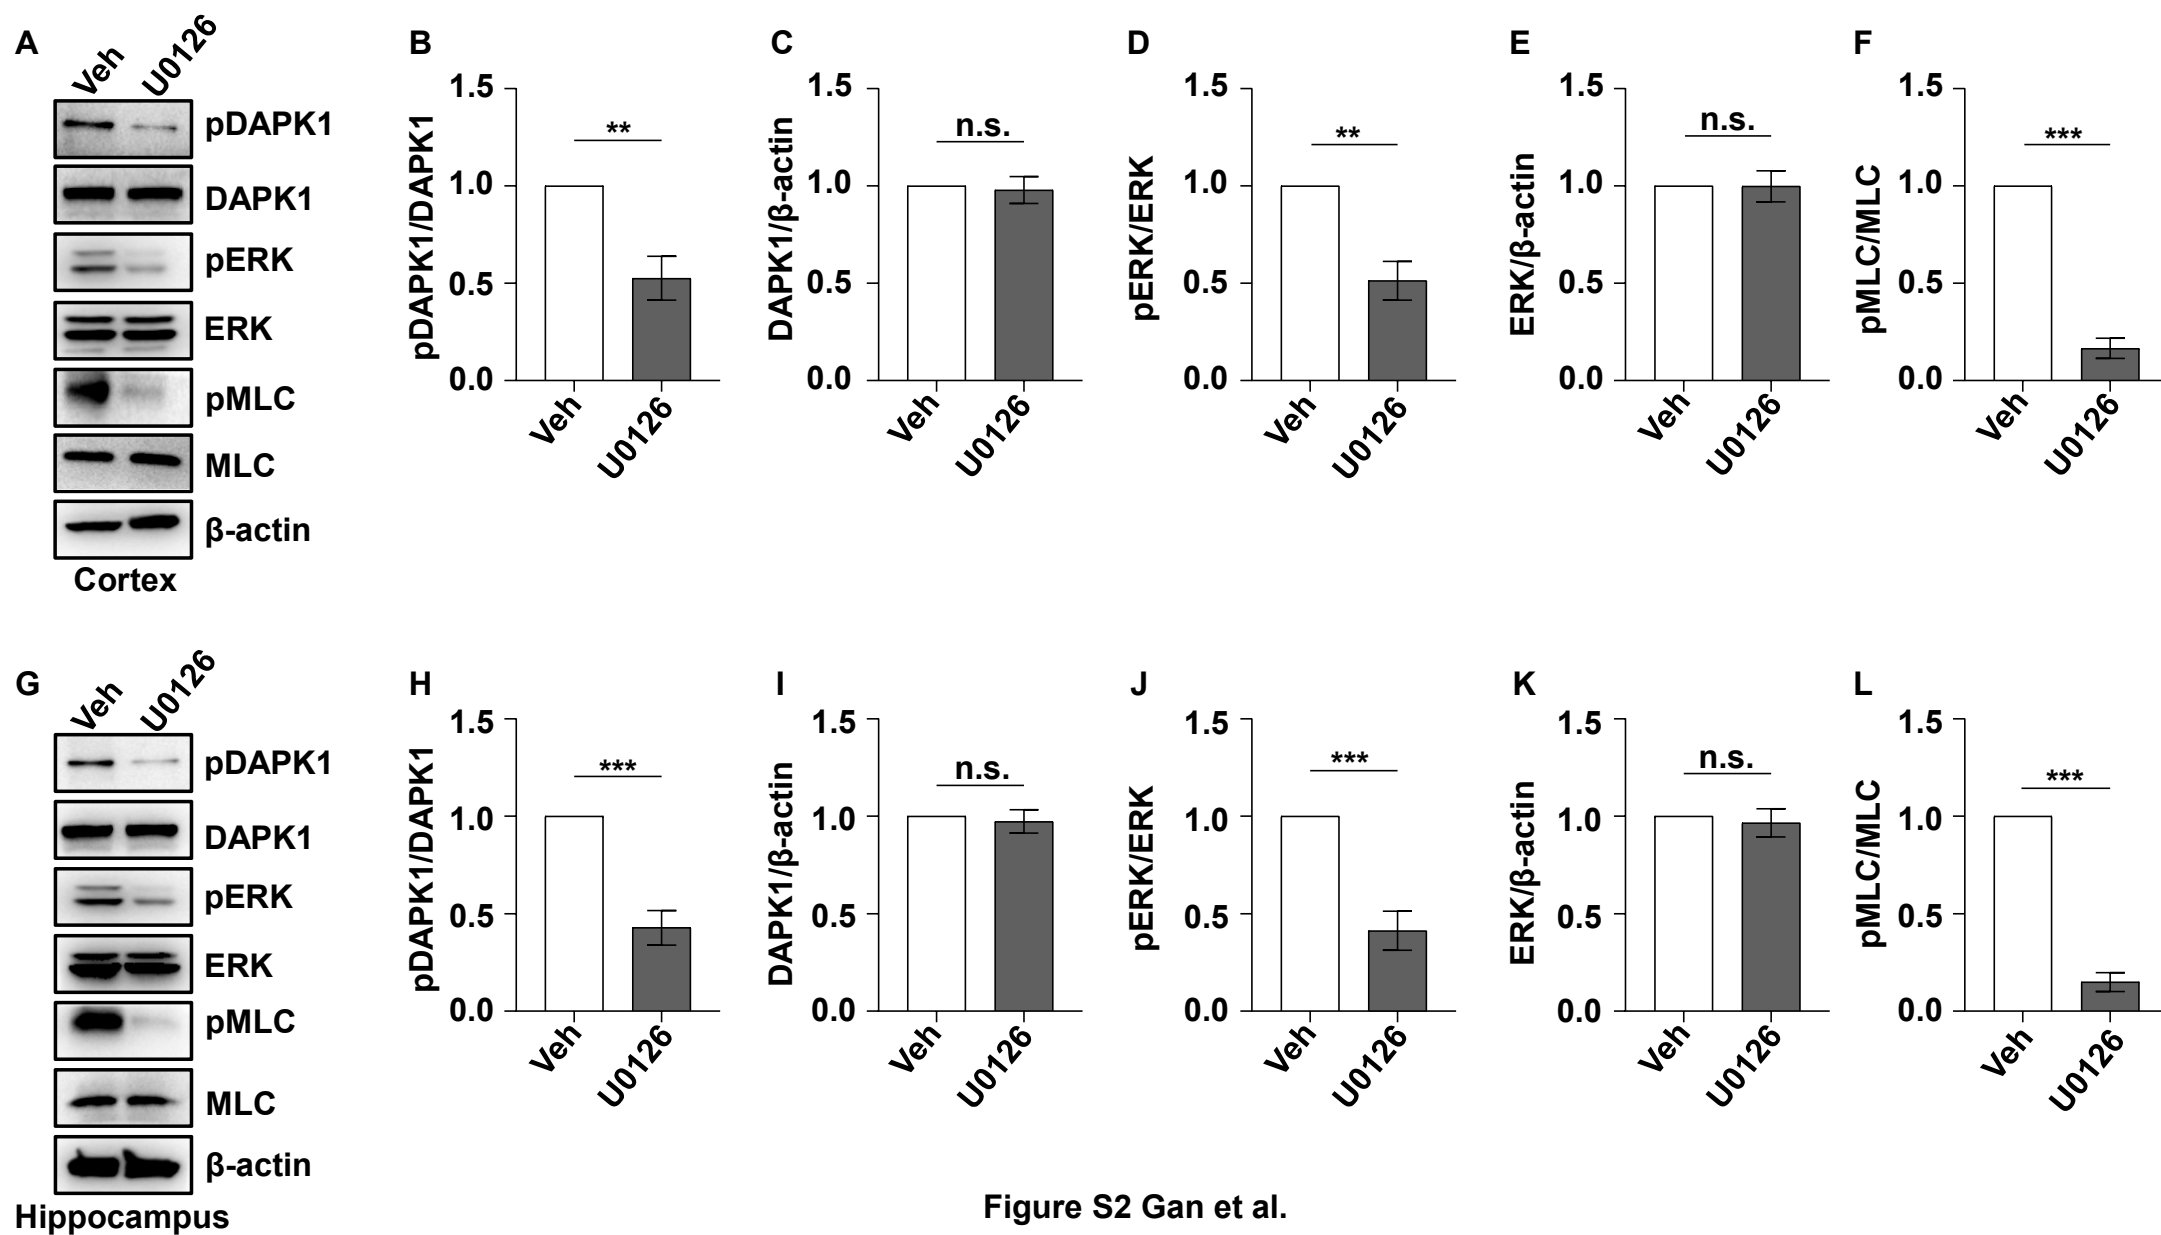 A
Veh
U0126
pDAPK1
DAPK1
pERK
ERK
pMLC
MLC
β-actin
Cortex
B
pDAPK1/DAPK1
1.5
1.0
0.5
0.0
**
Veh
U0126
C
DAPK1/β-actin
1.5
1.0
0.5
0.0
n.s.
Veh
U0126
D
pERK/ERK
1.5
1.0
0.5
0.0
**
Veh
U0126
E
ERK/β-actin
1.5
1.0
0.5
0.0
n.s.
Veh
U0126
F
pMLC/MLC
1.5
1.0
0.5
0.0
***
Veh
U0126
G
Veh
U0126
pDAPK1
DAPK1
pERK
ERK
pMLC
MLC
β-actin
Hippocampus
H
pDAPK1/DAPK1
1.5
1.0
0.5
0.0
***
Veh
U0126
I
DAPK1/β-actin
1.5
1.0
0.5
0.0
n.s.
Veh
U0126
J
pERK/ERK
1.5
1.0
0.5
0.0
***
Veh
U0126
K
ERK/β-actin
1.5
1.0
0.5
0.0
n.s.
Veh
U0126
L
pMLC/MLC
1.5
1.0
0.5
0.0
***
Veh
U0126
Figure S2 Gan et al.